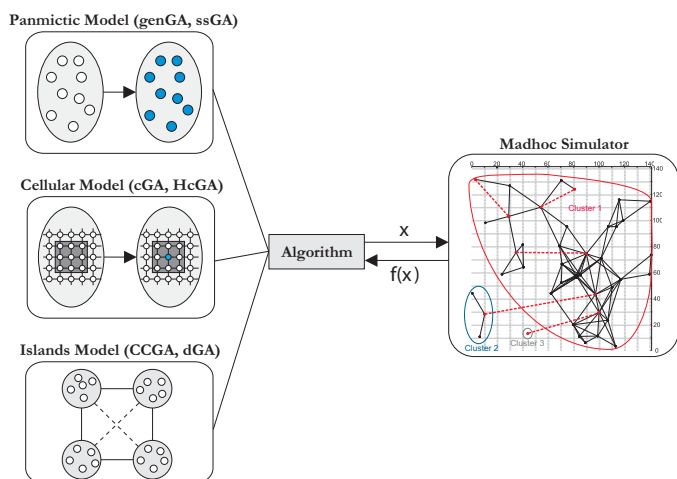 Panmictic Model (genGA, ssGA)
Cellular Model (cGA, HcGA)
Islands Model (CCGA, dGA)
Algorithm
x
f(x)
Madhoc Simulator
0 20 40 60 80 100 120 140
140
120
100
80
60
40
20
0
Cluster 1
Cluster 2
Cluster 3